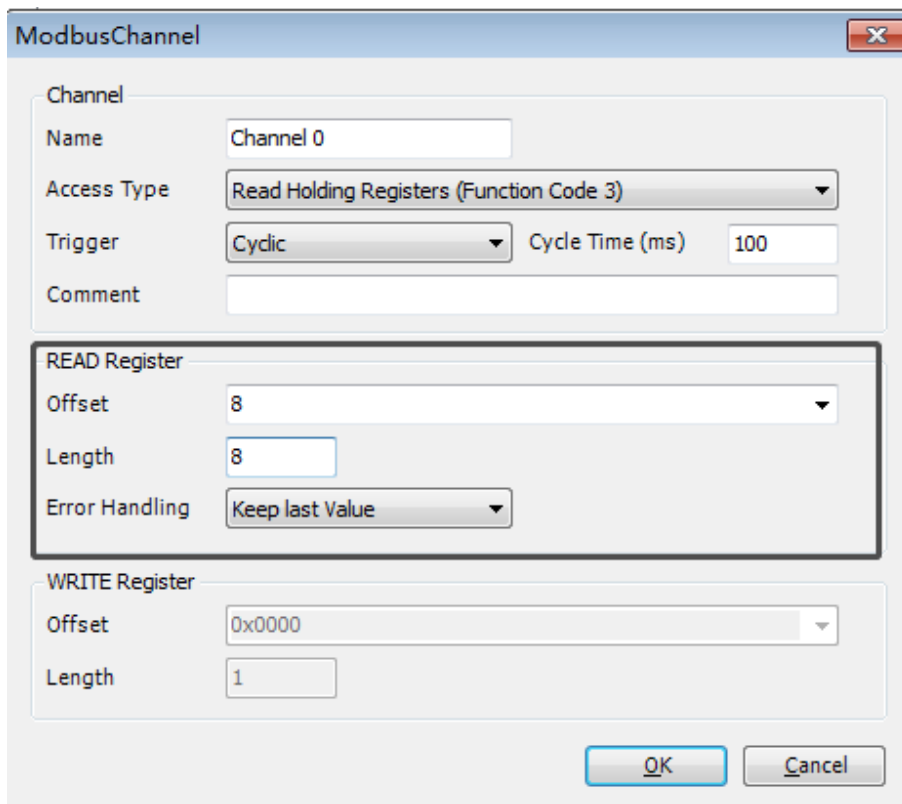 ModbusChannel
Channel
Name Channel 0
Access Type Read Holding Registers (Function Code 3)
Trigger Cyclic Cycle Time (ms) 100
Comment
READ Register
Offset 8
Length 8
Error Handling Keep last Value
WRITE Register
Offset 0x0000
Length 1
OK Cancel